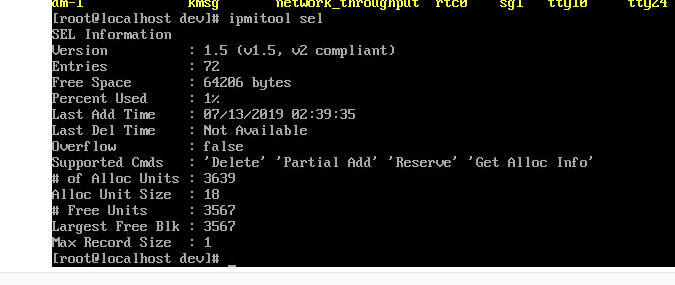 dm-1 kmsg network_throughput rtc0 sg1 tty10 tty24
[root@localhost dev]# ipmitool sel
SEL Information
Version          : 1.5 (v1.5, v2 compliant)
Entries          : 72
Free Space       : 64206 bytes
Percent Used     : 1%
Last Add Time    : 07/13/2019 02:39:35
Last Del Time    : Not Available
Overflow         : false
Supported Cmds   : 'Delete' 'Partial Add' 'Reserve' 'Get Alloc Info'
# of Alloc Units : 3639
Alloc Unit Size  : 18
# Free Units     : 3567
Largest Free Blk : 3567
Max Record Size  : 1
[root@localhost dev]# _